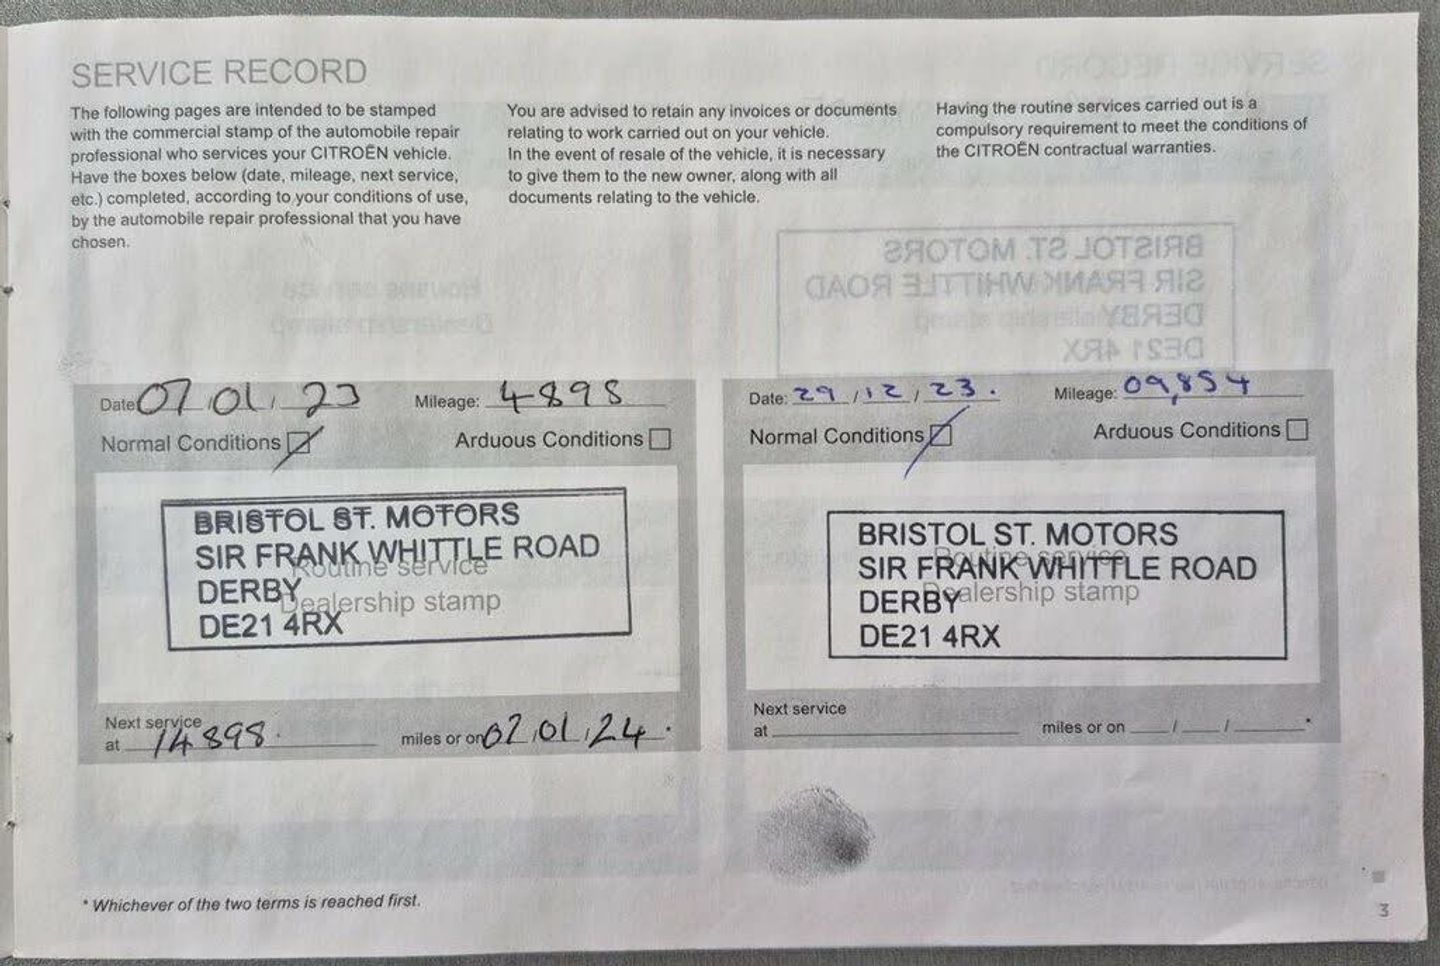 SERVICE RECORD
The following pages are intended to be stamped
with the commercial stamp of the automobile repair
professional who services your CITROËN vehicle.
Have the boxes below (date, mileage, next service,
etc.) completed, according to your conditions of use,
by the automobile repair professional that you have
chosen.
You are advised to retain any invoices or documents
relating to work carried out on your vehicle.
In the event of resale of the vehicle, it is necessary
to give them to the new owner, along with all
documents relating to the vehicle.
Having the routine services carried out is a
compulsory requirement to meet the conditions of
the CITROËN contractual warranties.
Date 07/01/23 Mileage: 4898
Normal Conditions Arduous Conditions
BRISTOL ST. MOTORS
SIR FRANK WHITTLE ROAD
Routine service
DERBY
Dealership stamp
DE21 4RX
Next service
at 14898 miles or on 02/01/24 *
Date: 29/12/23. Mileage: 09,854
Normal Conditions Arduous Conditions
BRISTOL ST. MOTORS
Routine service
SIR FRANK WHITTLE ROAD
DERBY
Dealership stamp
DE21 4RX
Next service
at miles or on / / *
* Whichever of the two terms is reached first.
3